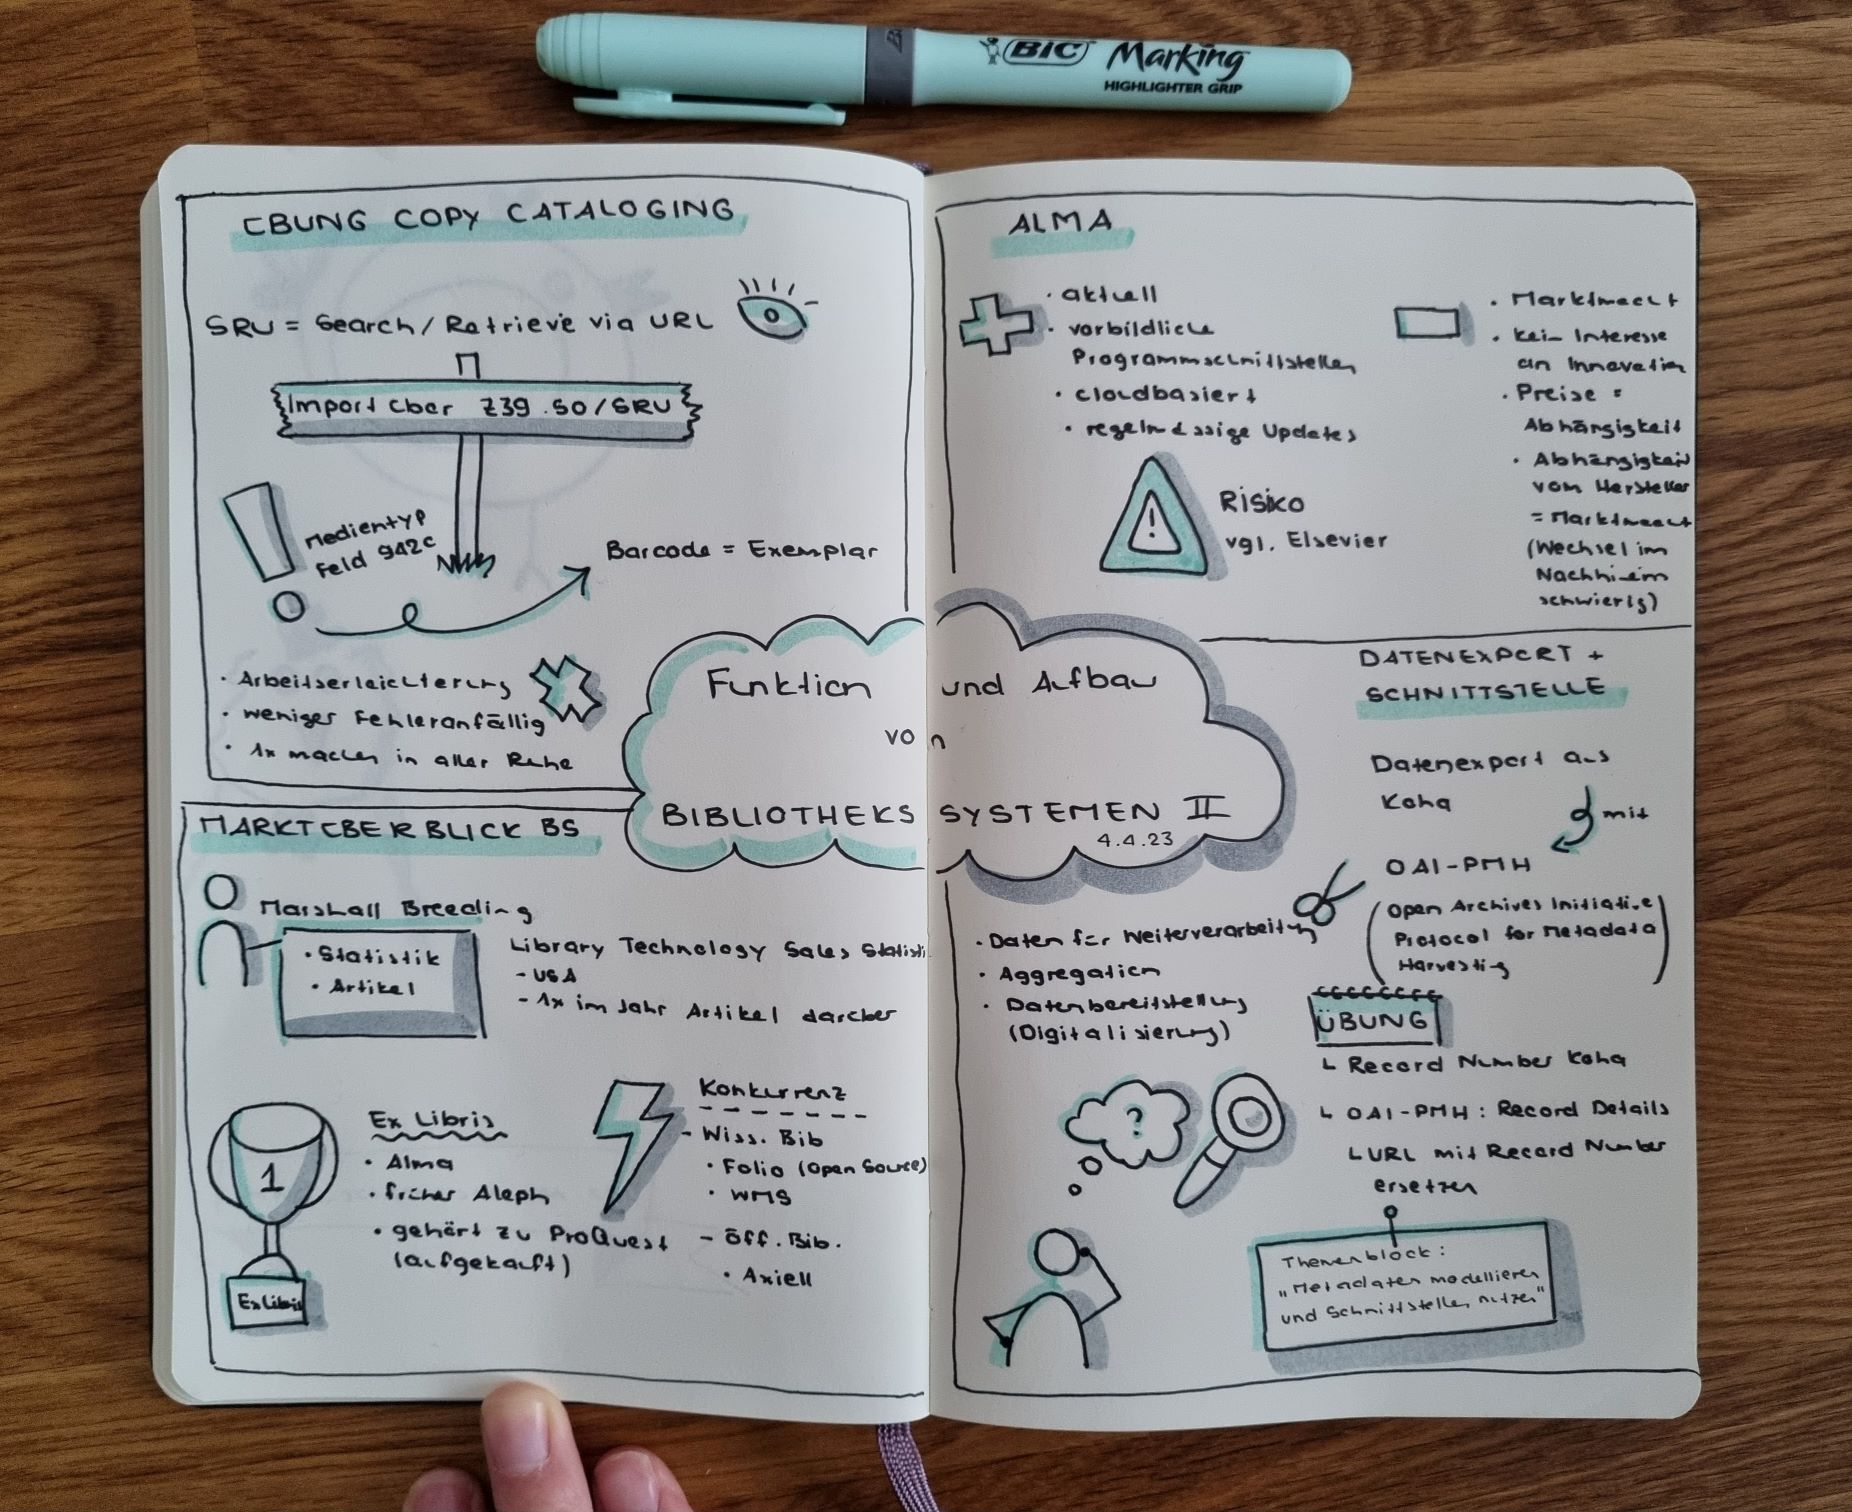 BIC Marking
HIGHLIGHTER GRIP
ÜBUNG COPY CATALOGING
SRU = Search/Retrieve via URL
Import über Z39.50/SRU
Medientyp
Feld 942c
Barcode = Exemplar
· Arbeitserleichterung
· weniger Fehleranfällig
· 1x machen in aller Ruhe
Funktion und Aufbau
von
BIBLIOTHEKSSYSTEMEN II
4.4.23
MARKTÜBERBLICK BS
Marshall Breeding
· Statistik
· Artikel
Library Technology Sales Statisti
- USA
- 1x im Jahr Artikel darüber
1
Ex Libris
Ex Libris
· Alma
· früher Aleph
· gehört zu ProQuest
(aufgekauft)
Konkurrenz
- Wiss. Bib
· Folio (Open Source)
· WMS
- öff. Bib.
· Axiell
ALMA
· aktuell
· vorbildliche
Programmschnittstellen
· cloudbasiert
· regelmässige Updates
· Marktmacht
· kein Interesse
an Innovation
· Preise =
Abhängigkeit
· Abhängigkeit
vom Hersteller
= Marktmacht
(Wechsel im
Nachhinein
schwierig)
Risiko
vgl. Elsevier
DATENEXPORT +
SCHNITTSTELLE
Datenexport aus
Koha
mit
OAI-PMH
(Open Archives Initiative
Protocol for Metadata
Harvesting)
· Daten für Weiterverarbeitung
· Aggregation
· Datenbereitstellung
(Digitalisierung)
ÜBUNG
↳ Record Number Koha
↳ OAI-PMH: Record Details
↳ URL mit Record Number
ersetzen
?
Themenblock:
„Metadaten modellieren
und Schnittstellen nutzen"